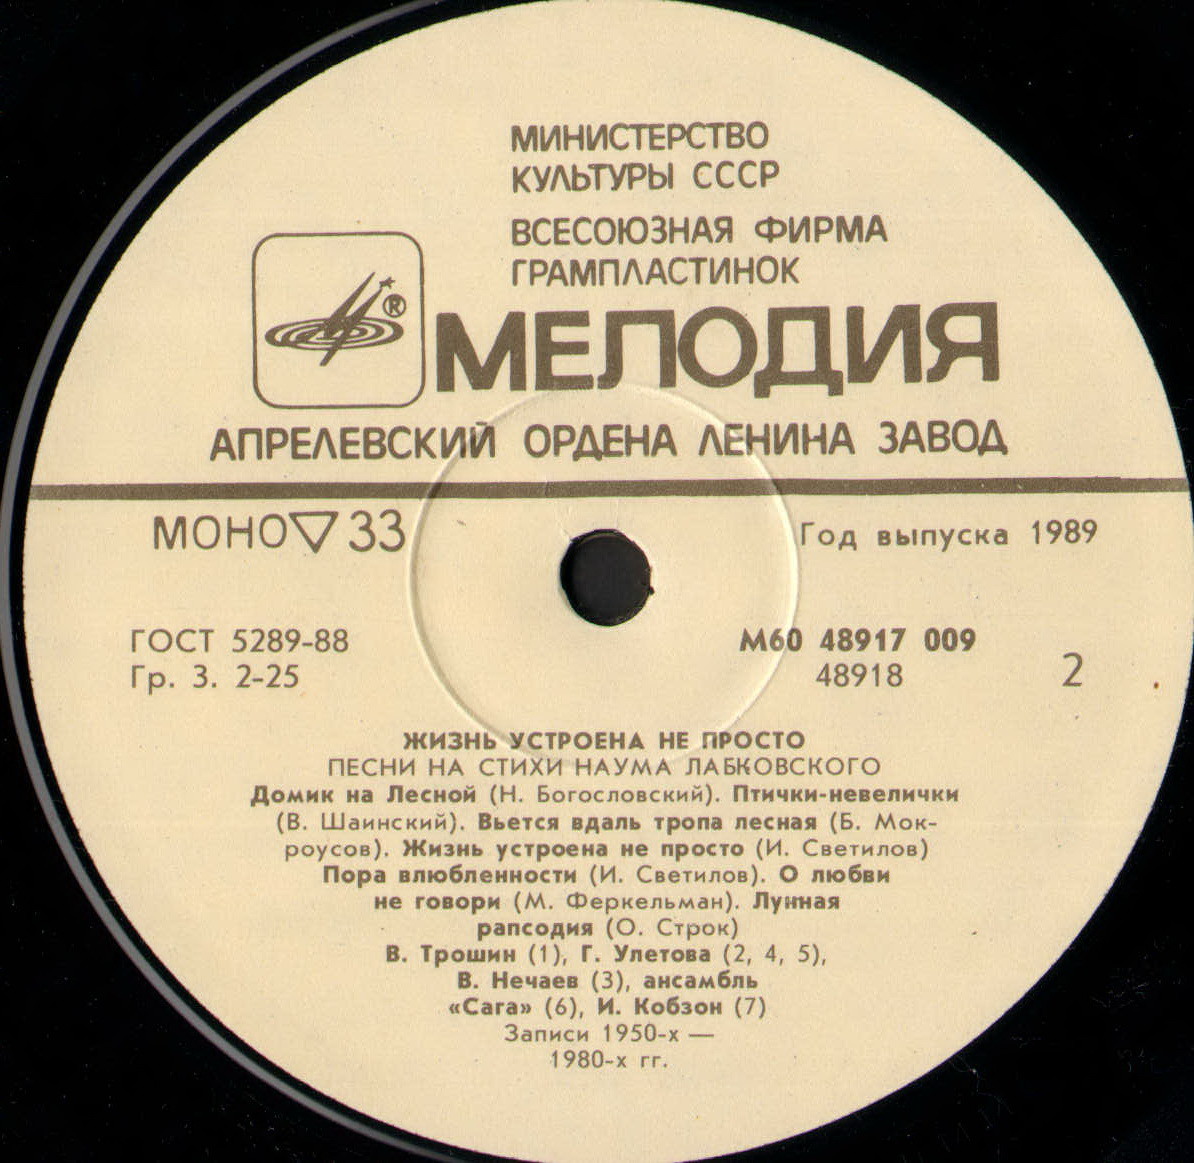 МИНИСТЕРСТВО
КУЛЬТУРЫ СССР
ВСЕСОЮЗНАЯ ФИРМА
ГРАМПЛАСТИНОК
®
МЕЛОДИЯ
АПРЕЛЕВСКИЙ ОРДЕНА ЛЕНИНА ЗАВОД
МОНО▽33
Год выпуска 1989
ГОСТ 5289-88
Гр. 3. 2-25
М60 48917 009
48918
2
ЖИЗНЬ УСТРОЕНА НЕ ПРОСТО
ПЕСНИ НА СТИХИ НАУМА ЛАБКОВСКОГО
Домик на Лесной (Н. Богословский). Птички-невелички
(В. Шаинский). Вьется вдаль тропа лесная (Б. Мок-
роусов). Жизнь устроена не просто (И. Светилов)
Пора влюбленности (И. Светилов). О любви
не говори (М. Феркельман). Лунная
рапсодия (О. Строк)
В. Трошин (1), Г. Улетова (2, 4, 5),
В. Нечаев (3), ансамбль
«Сага» (6), И. Кобзон (7)
Записи 1950-х —
1980-х гг.